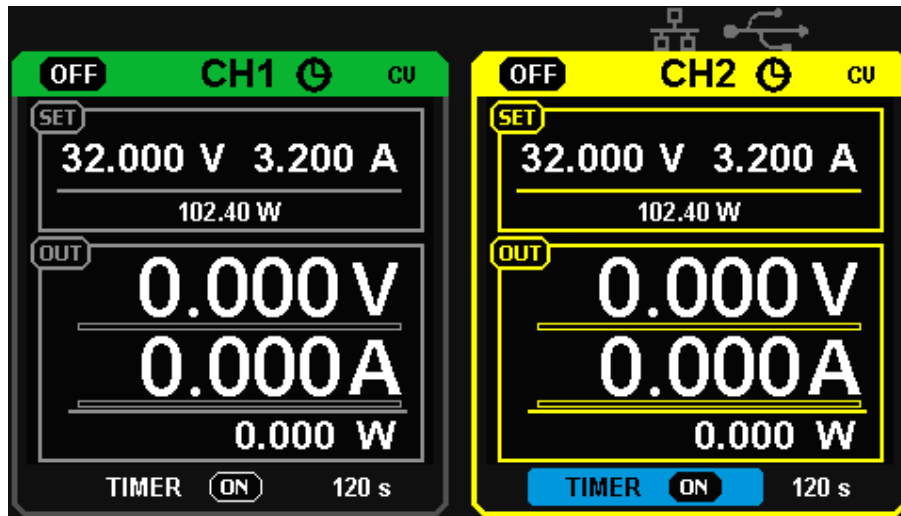 OFF CH1 CV
SET
32.000 V 3.200 A
102.40 W
OUT
0.000 V
0.000 A
0.000 W
TIMER ON 120 s
OFF CH2 CV
SET
32.000 V 3.200 A
102.40 W
OUT
0.000 V
0.000 A
0.000 W
TIMER ON 120 s